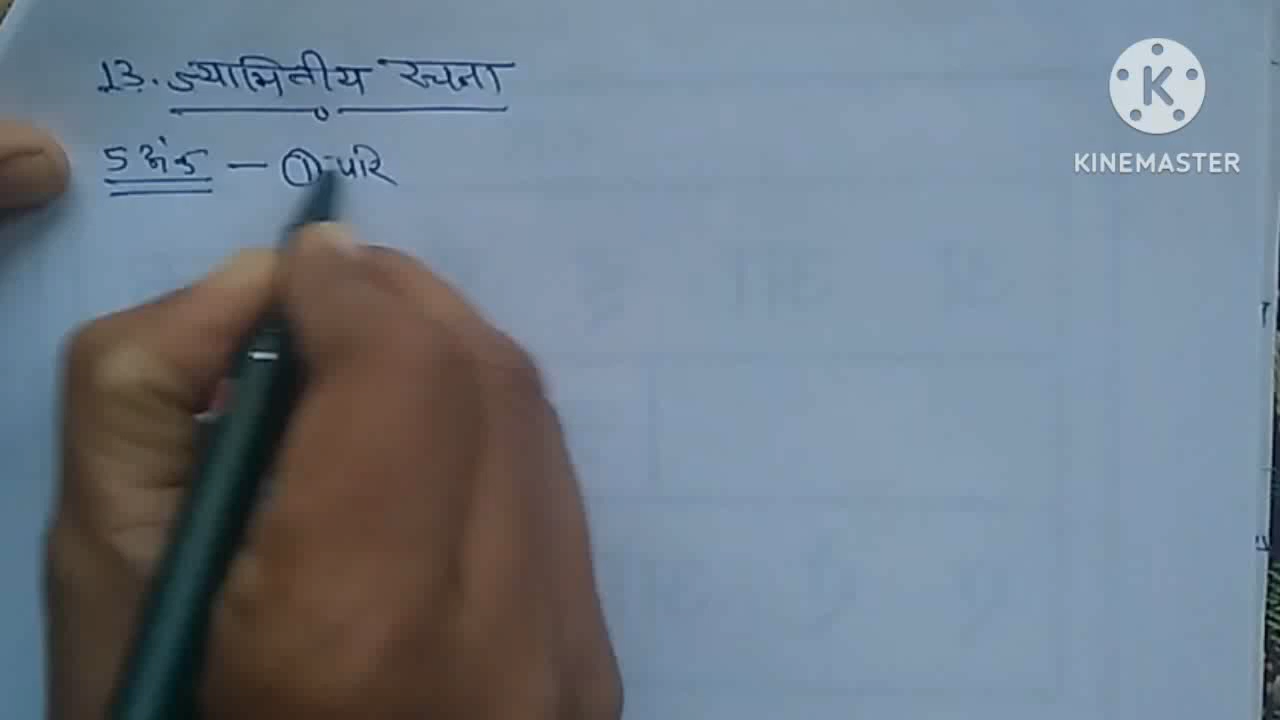 13. ज्यामितीय रचना
5 अंक — ① परि
K
KINEMASTER